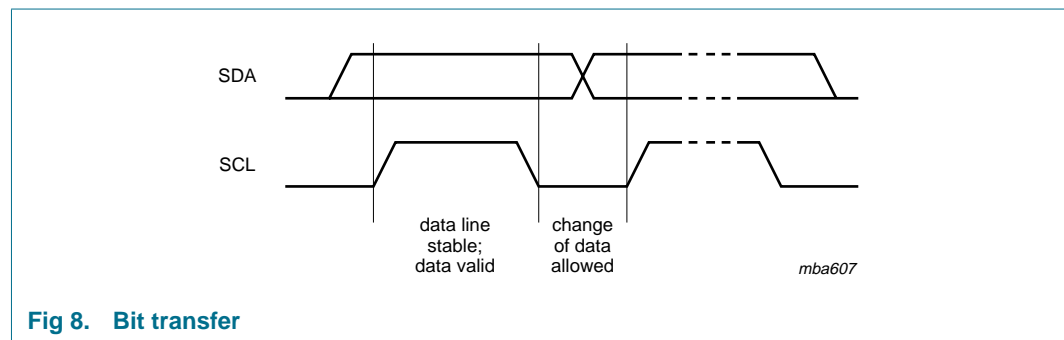 SDA
SCL
data line
stable;
data valid
change
of data
allowed
mba607
Fig 8. Bit transfer